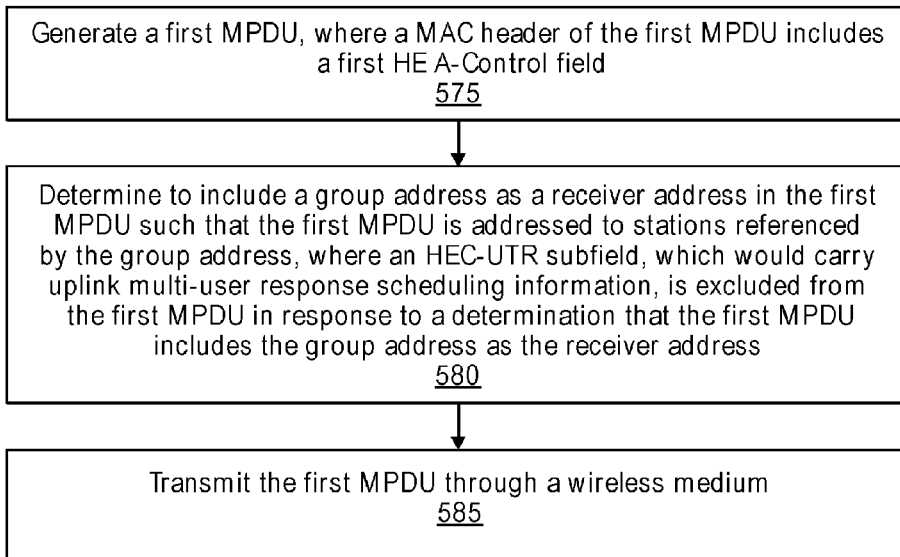 Generate a first MPDU, where a MAC header of the first MPDU includes
a first HE A-Control field
575
Determine to include a group address as a receiver address in the first
MPDU such that the first MPDU is addressed to stations referenced
by the group address, where an HEC-UTR subfield, which would carry
uplink multi-user response scheduling information, is excluded from
the first MPDU in response to a determination that the first MPDU
includes the group address as the receiver address
580
Transmit the first MPDU through a wireless medium
585